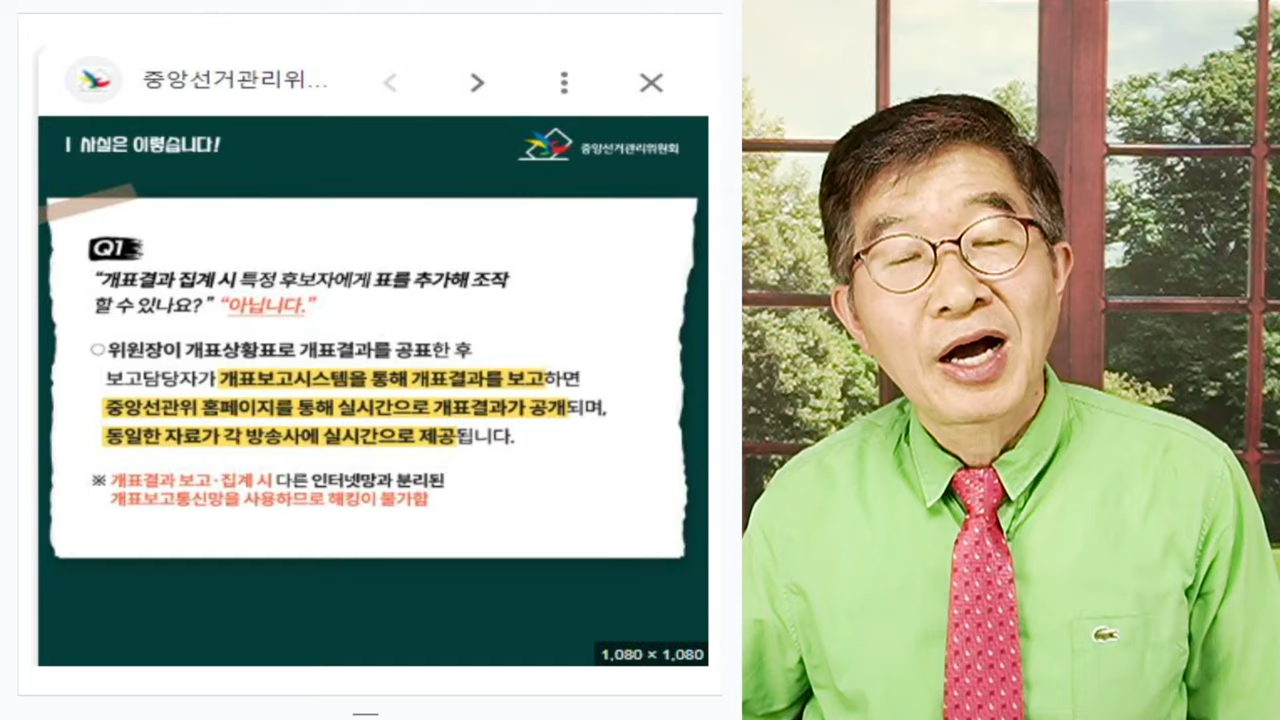 중앙선거관리위...
| 사실은 이렇습니다!
중앙선거관리위원회
Q1
“개표결과 집계 시 특정 후보자에게 표를 추가해 조작
할 수 있나요?” “아닙니다.”
○ 위원장이 개표상황표로 개표결과를 공표한 후
보고담당자가 개표보고시스템을 통해 개표결과를 보고하면
중앙선관위 홈페이지를 통해 실시간으로 개표결과가 공개되며,
동일한 자료가 각 방송사에 실시간으로 제공됩니다.
※ 개표결과 보고·집계 시 다른 인터넷망과 분리된
개표보고통신망을 사용하므로 해킹이 불가함
1,080 × 1,080